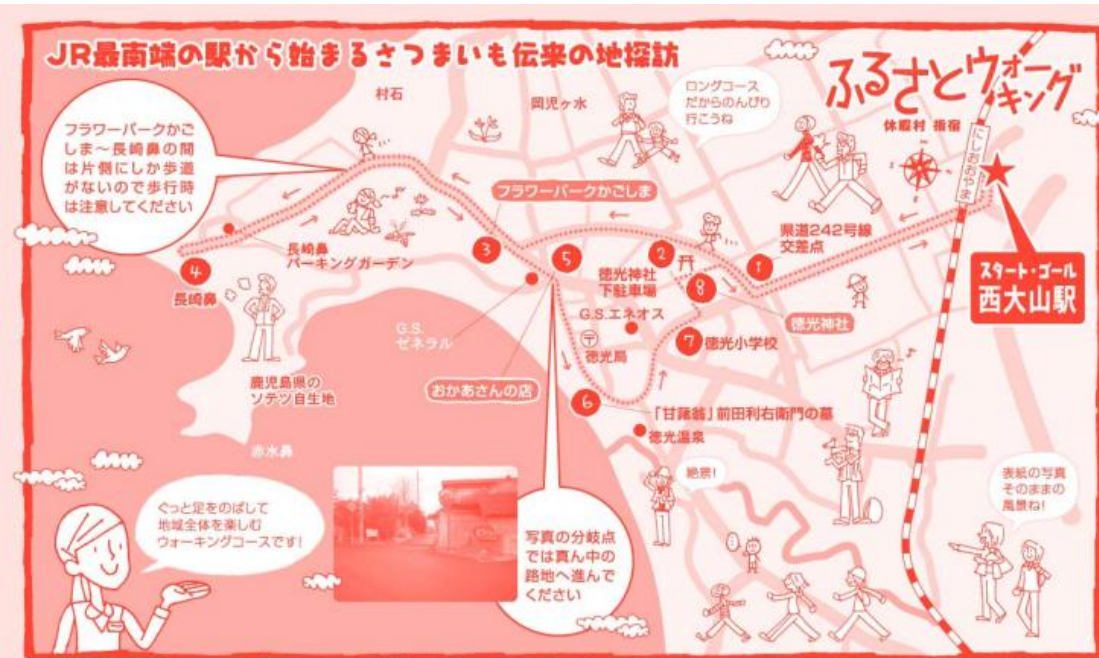 JR最南端の駅から始まるさつまいも伝来の地探訪
ふるさとウォーキング
休暇村 指宿
村石
岡児ヶ水
ロングコース
だからのんびり
行こうね
フラワーパークかご
しま〜長崎鼻の間
は片側にしか歩道
がないので歩行時
は注意してください
にしおおやま
フラワーパークかごしま
県道242号線
交差点
スタート・ゴール
西大山駅
1
2
3
4
5
6
7
8
長崎鼻
パーキングガーデン
長崎鼻
徳光神社
下駐車場
G.S.エネオス
徳光神社
G.S.
ゼネラル
〒
徳光局
徳光小学校
鹿児島県の
ソテツ自生地
おかあさんの店
「甘藷翁」前田利右衛門の墓
徳光温泉
赤水鼻
絶景!
表紙の写真
そのままの
風景ね!
ぐっと足をのばして
地域全体を楽しむ
ウォーキングコースです!
写真の分岐点
では真ん中の
路地へ進んで
ください